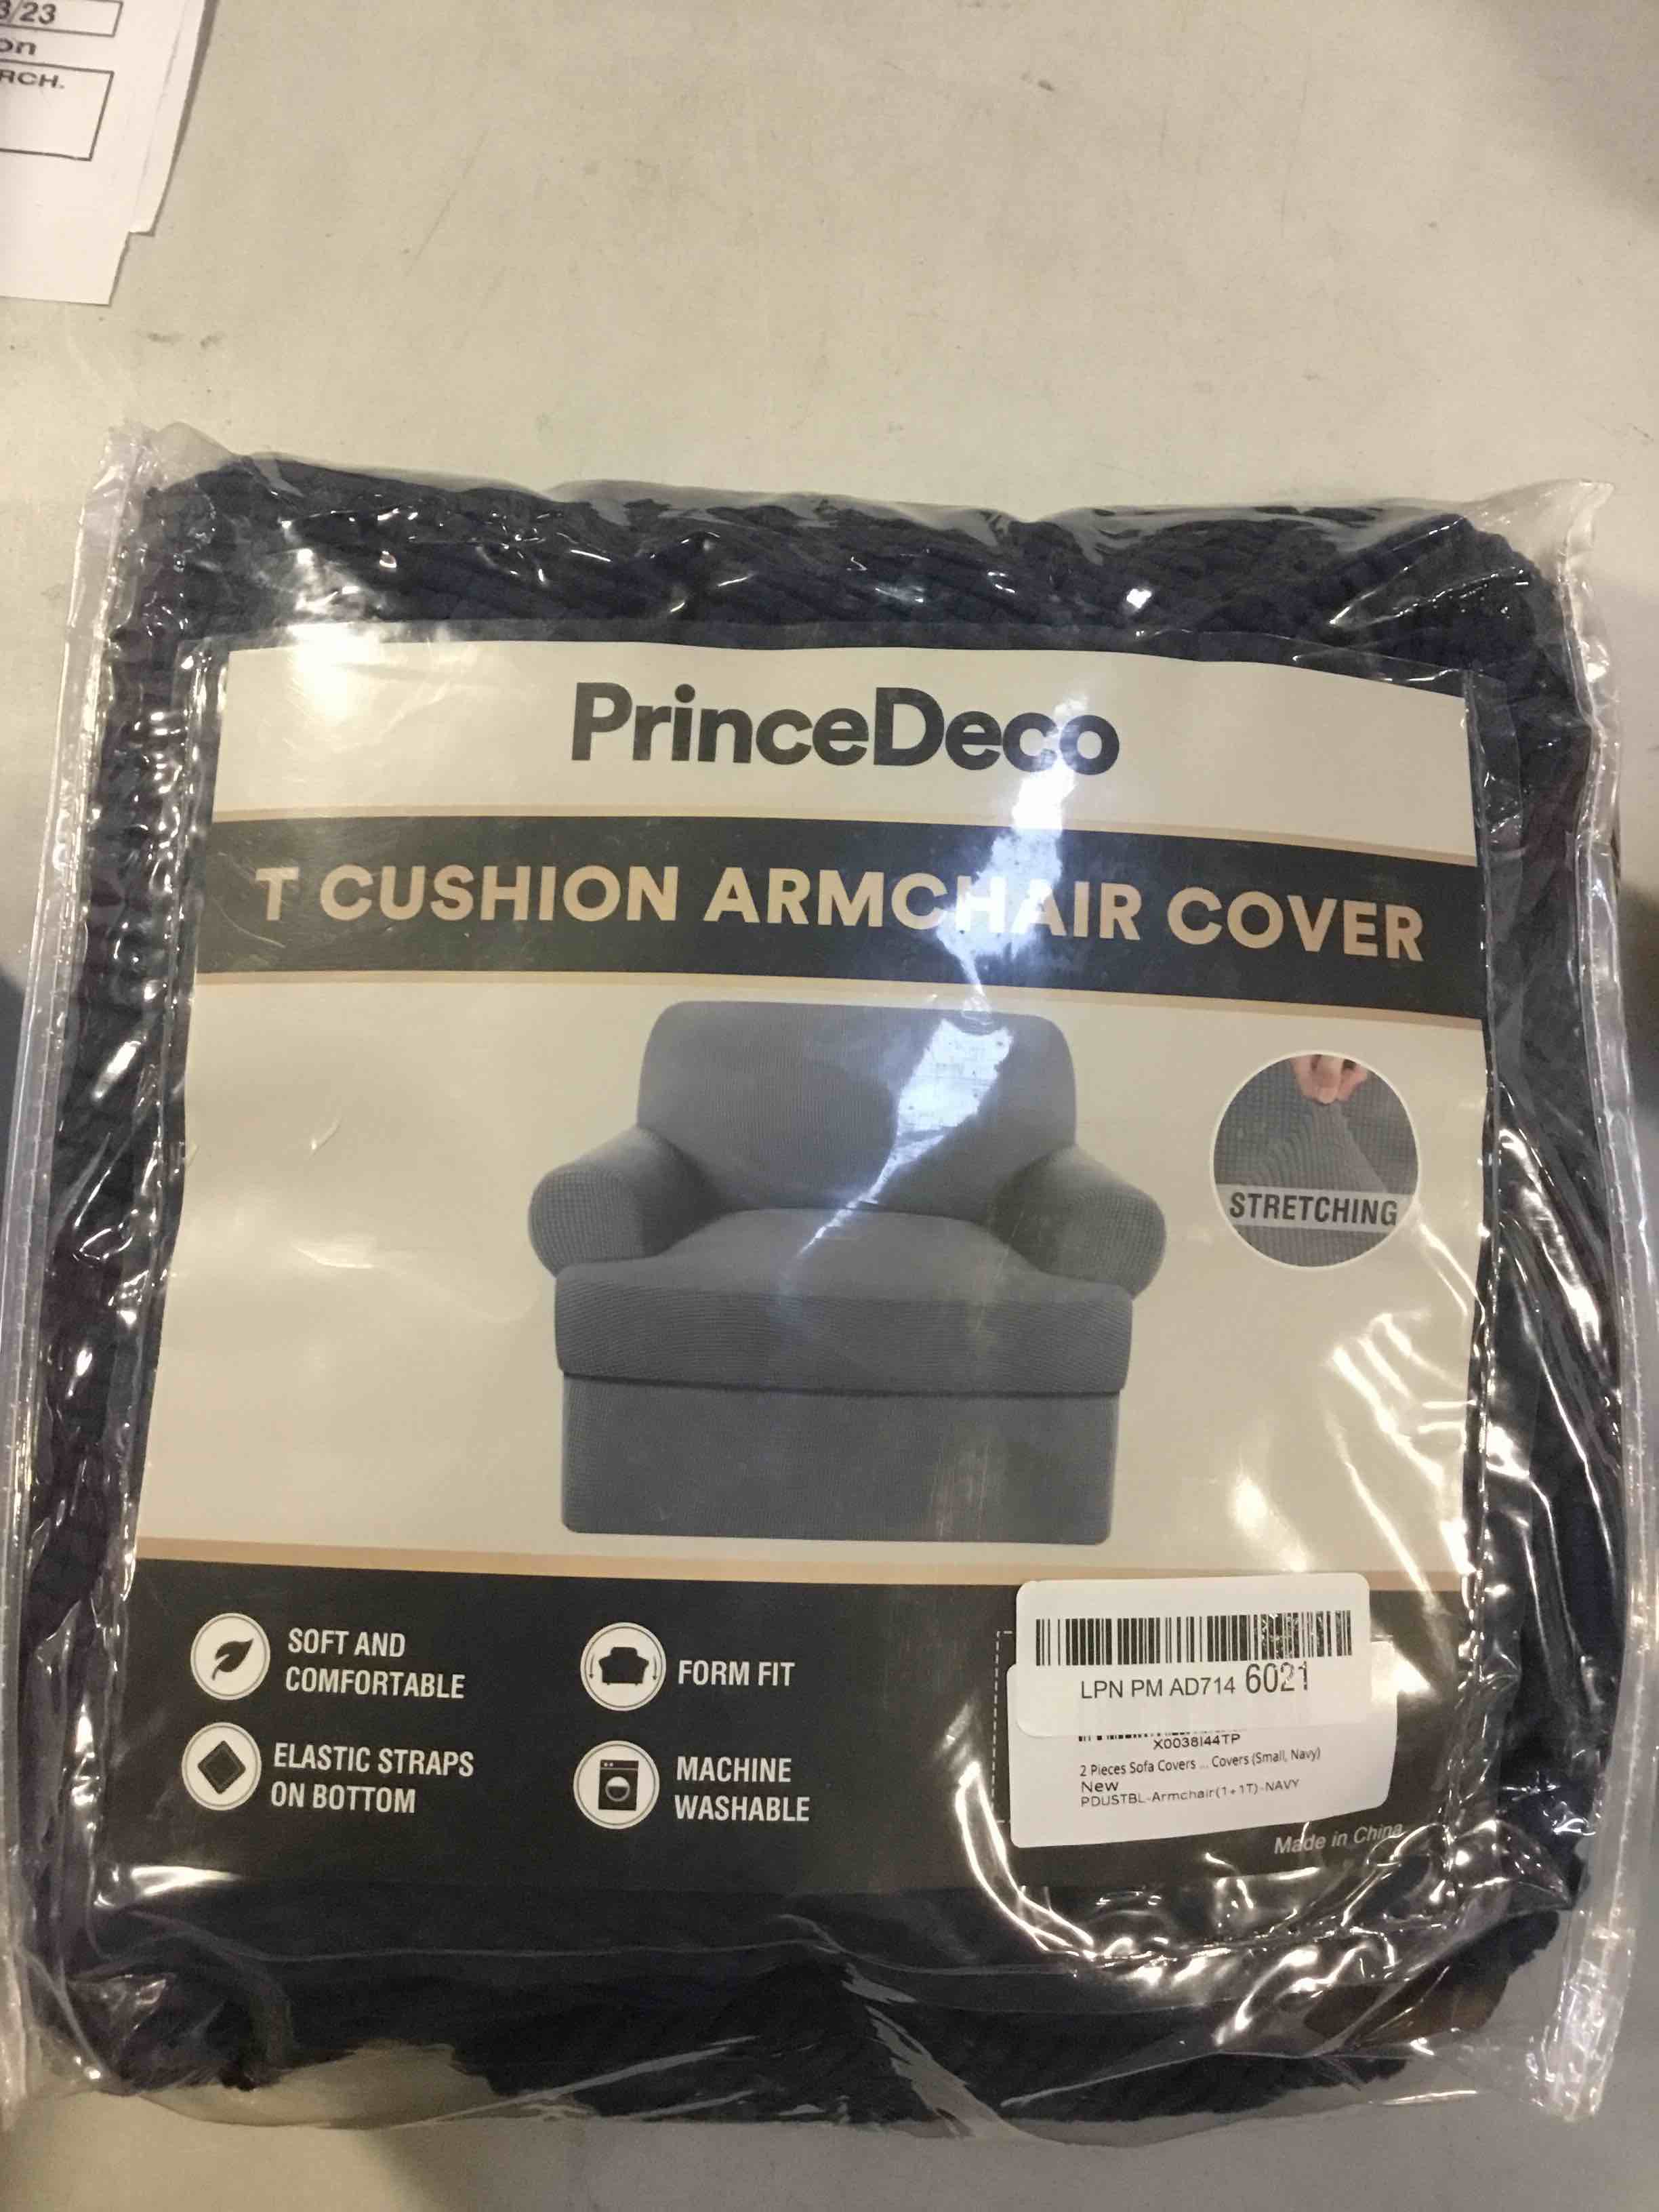 3/23
on
RCH.
PrinceDeco
T CUSHION ARMCHAIR COVER
STRETCHING
SOFT AND
COMFORTABLE
FORM FIT
ELASTIC STRAPS
ON BOTTOM
MACHINE
WASHABLE
LPN PM AD714 6021
X0038I44TP
2 Pieces Sofa Covers ... Covers (Small, Navy)
New
PDUSTBL-Armchair(1+1T)-NAVY
Made in China